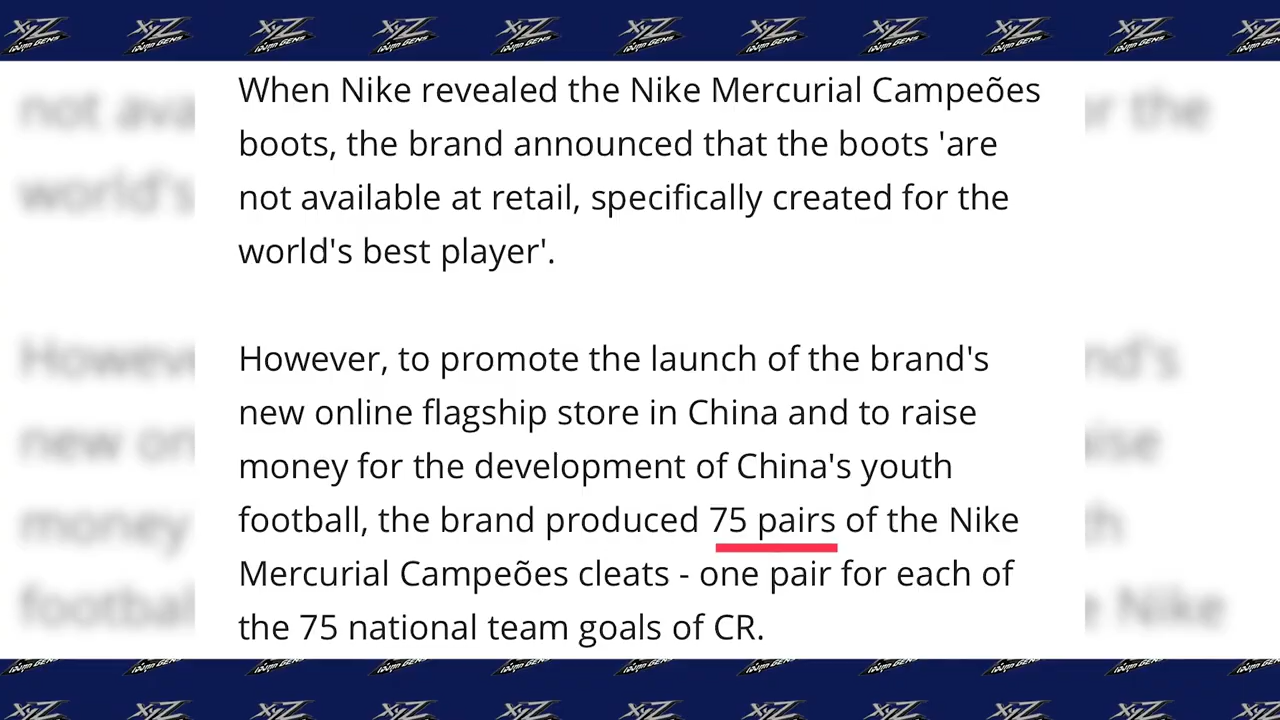 When Nike revealed the Nike Mercurial Campeões
boots, the brand announced that the boots 'are
not available at retail, specifically created for the
world's best player'.
However, to promote the launch of the brand's
new online flagship store in China and to raise
money for the development of China's youth
football, the brand produced 75 pairs of the Nike
Mercurial Campeões cleats - one pair for each of
the 75 national team goals of CR.